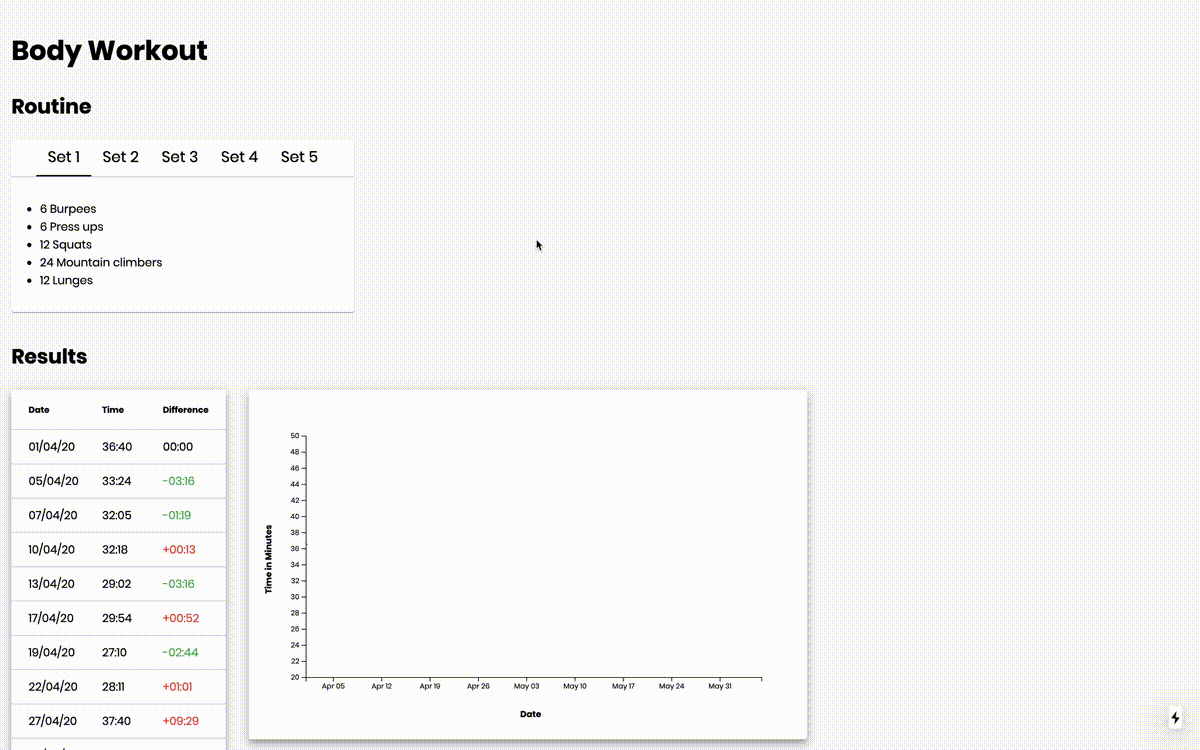 Body Workout
Routine
Set 1 Set 2 Set 3 Set 4 Set 5
6 Burpees
6 Press ups
12 Squats
24 Mountain climbers
12 Lunges
Results
Date Time Difference
01/04/20 36:40 00:00
05/04/20 33:24 -03:16
07/04/20 32:05 -01:19
10/04/20 32:18 +00:13
13/04/20 29:02 -03:16
17/04/20 29:54 +00:52
19/04/20 27:10 -02:44
22/04/20 28:11 +01:01
27/04/20 37:40 +09:29
Time in Minutes
50
48
46
44
42
40
38
36
34
32
30
28
26
24
22
20
Apr 05 Apr 12 Apr 19 Apr 26 May 03 May 10 May 17 May 24 May 31
Date